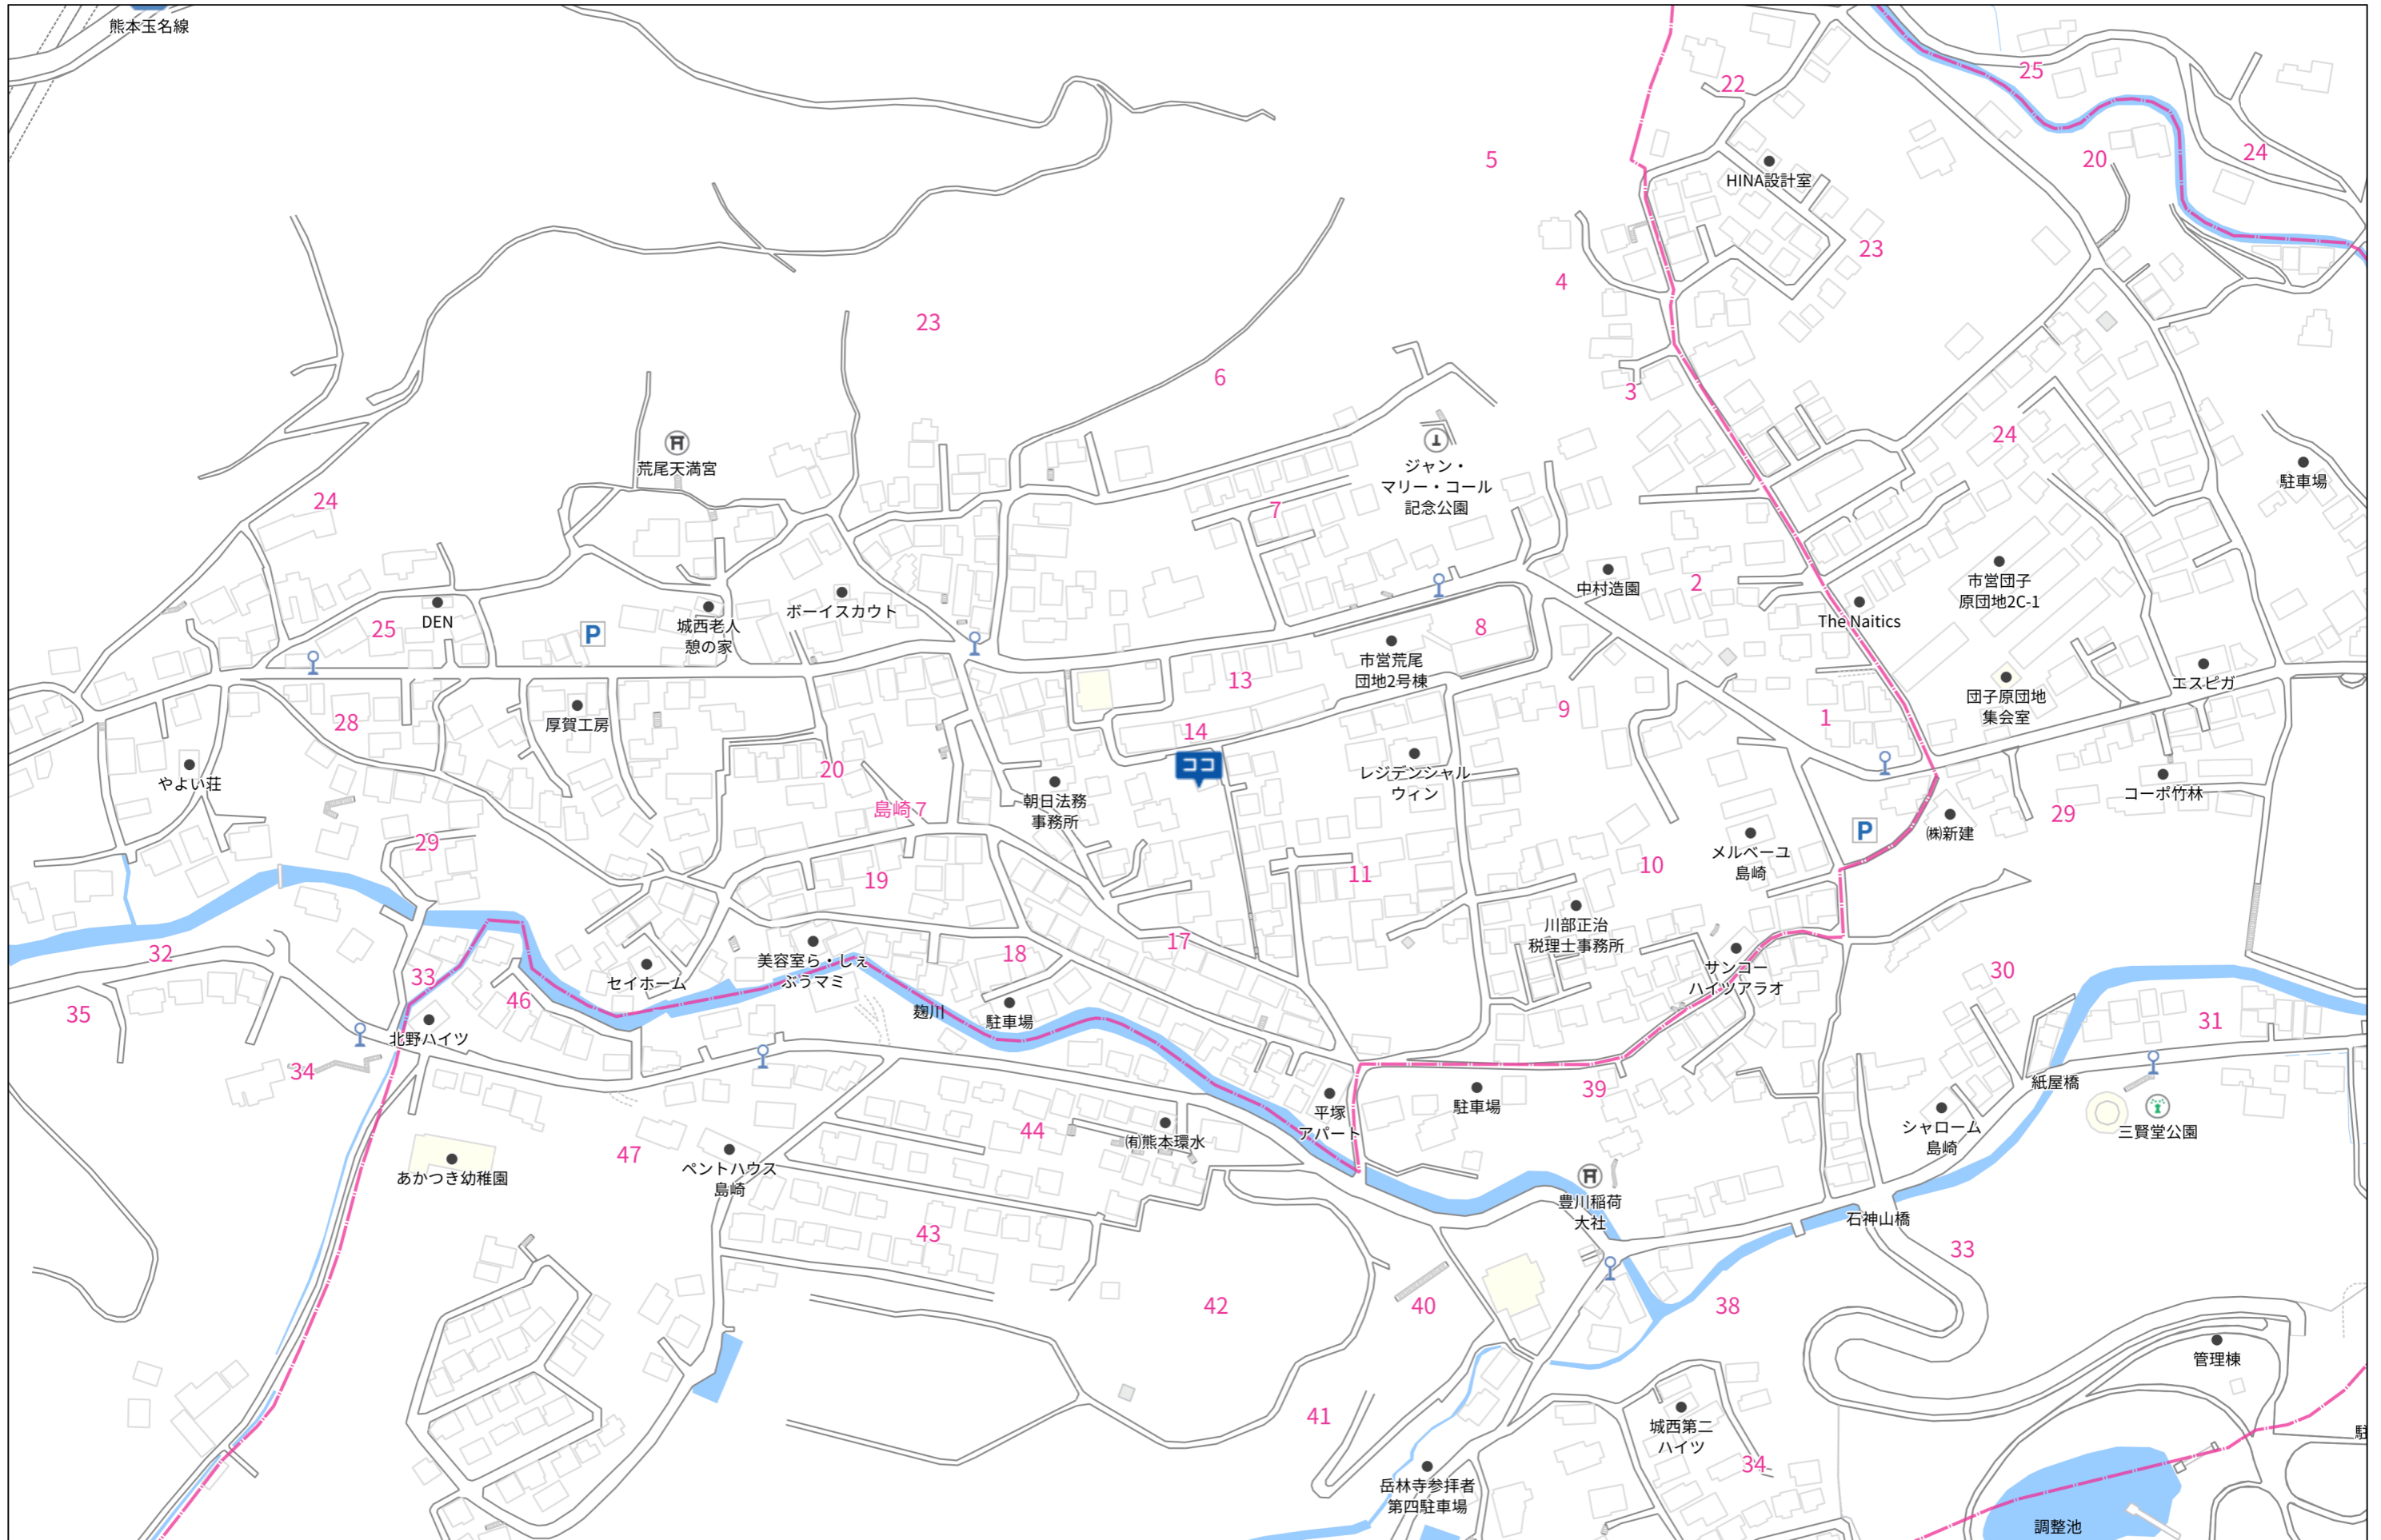 熊本玉名線
25
22
20
24
5
HINA設計室
23
4
23
6
3
24
荒尾天満宮
ジャン・
マリー・コール
記念公園
駐車場
24
7
2
中村造園
市営団子
原団地2C-1
DEN
25
P
城西老人
憩の家
ボーイスカウト
8
The Naitics
市営荒尾
団地2号棟
13
エスピガ
団子原団地
集会室
28
厚賀工房
9
1
14
ココ
やよい荘
20
レジデンシャル
ウィン
島崎7
朝日法務
事務所
コーポ竹林
29
㈱新建
P
29
メルベーユ
島崎
10
11
19
川部正治
税理士事務所
32
17
18
美容室ら・しぇ
ぶうマミ
セイホーム
サンコー
ハイツアラオ
30
33
46
35
麹川
駐車場
31
北野ハイツ
34
39
紙屋橋
平塚
アパート
駐車場
シャローム
島崎
三賢堂公園
44
㈲熊本環水
47
ペントハウス
島崎
あかつき幼稚園
豊川稲荷
大社
石神山橋
43
33
42
40
38
管理棟
41
城西第二
ハイツ
駐
34
岳林寺参拝者
第四駐車場
調整池